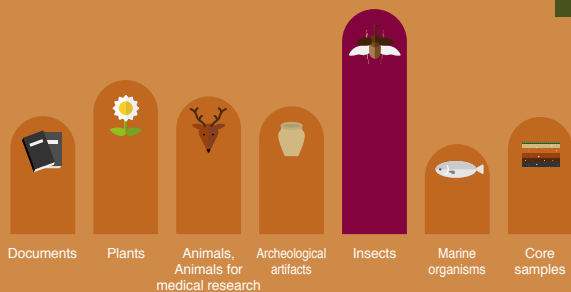 Documents
Plants
Animals,
Animals for
medical research
Archeological
artifacts
Insects
Marine
organisms
Core
samples